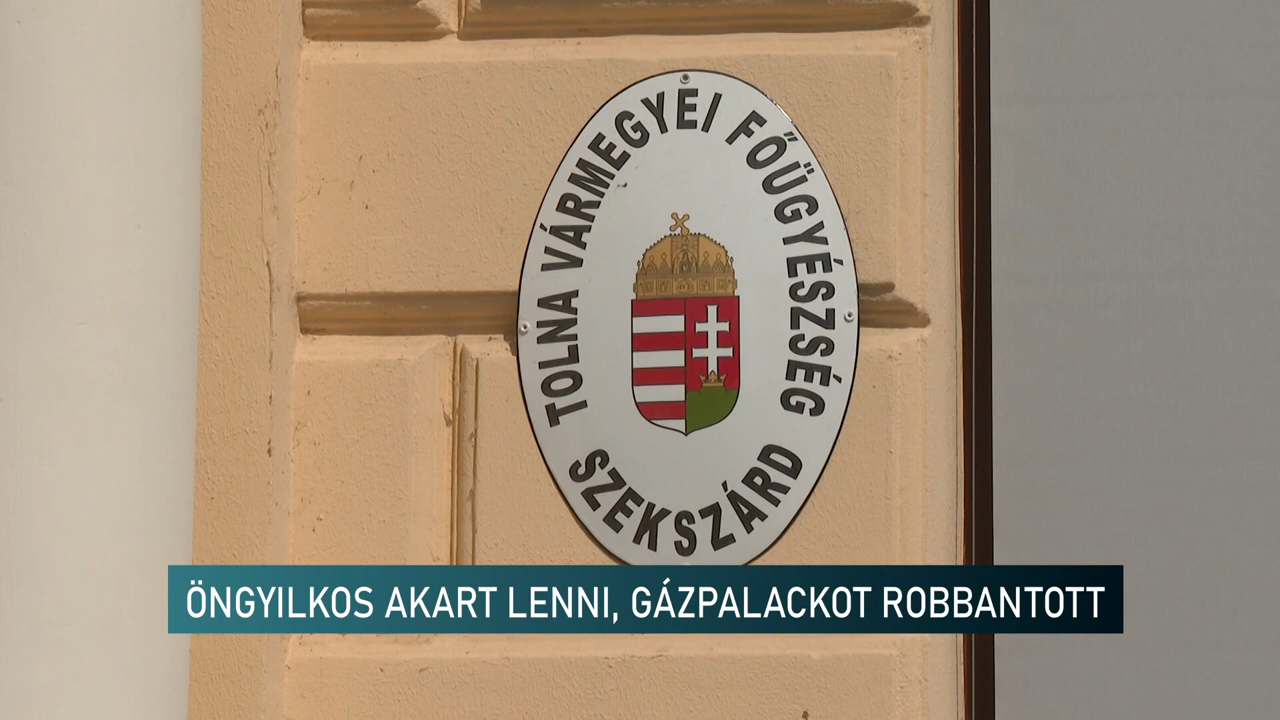 TOLNA VÁRMEGYEI FŐÜGYÉSZSÉG
SZEKSZÁRD
ÖNGYILKOS AKART LENNI, GÁZPALACKOT ROBBANTOTT